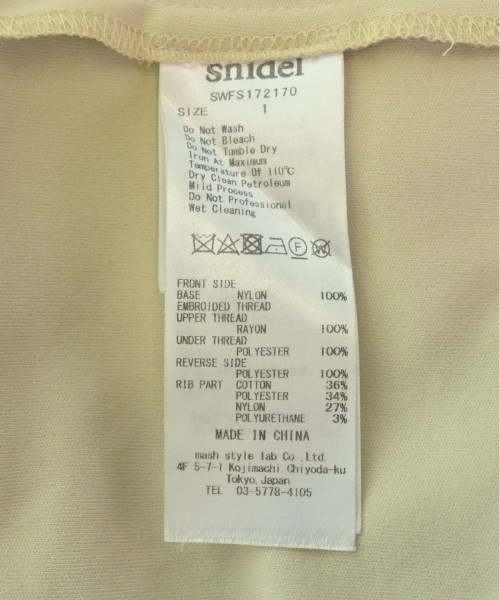 snidel
SWFS172170
SIZE 1
Do Not Wash
Do Not Bleach
Do Not Tumble Dry
Iron At Maximum
Temperature Of 110℃
Dry Clean Petroleum
Mild Process
Do Not Professional
Wet Cleaning
FRONT SIDE
BASE NYLON 100%
EMBROIDED THREAD
UPPER THREAD
RAYON 100%
UNDER THREAD
POLYESTER 100%
REVERSE SIDE
POLYESTER 100%
RIB PART COTTON 36%
POLYESTER 34%
NYLON 27%
POLYURETHANE 3%
MADE IN CHINA
mash style lab Co.,Ltd.
4F 5-7-1 Kojimachi, Chiyoda-ku
Tokyo, Japan
TEL 03-5778-4105